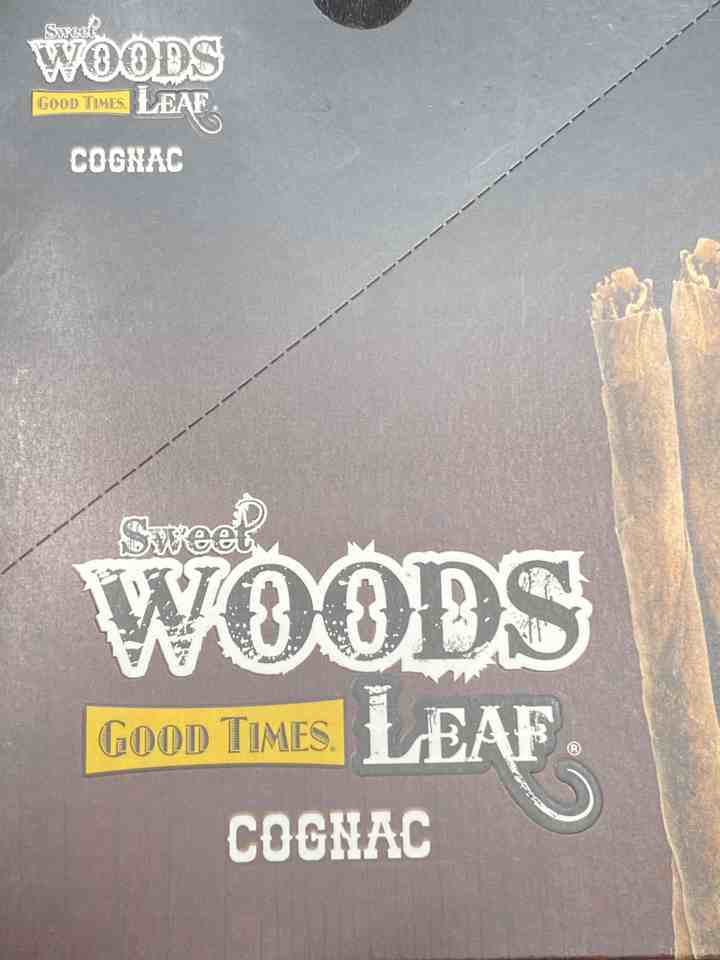 Sweet
WOODS
GOOD TIMES. LEAF.
COGNAC
Sweet
WOODS
GOOD TIMES® LEAF®
COGNAC